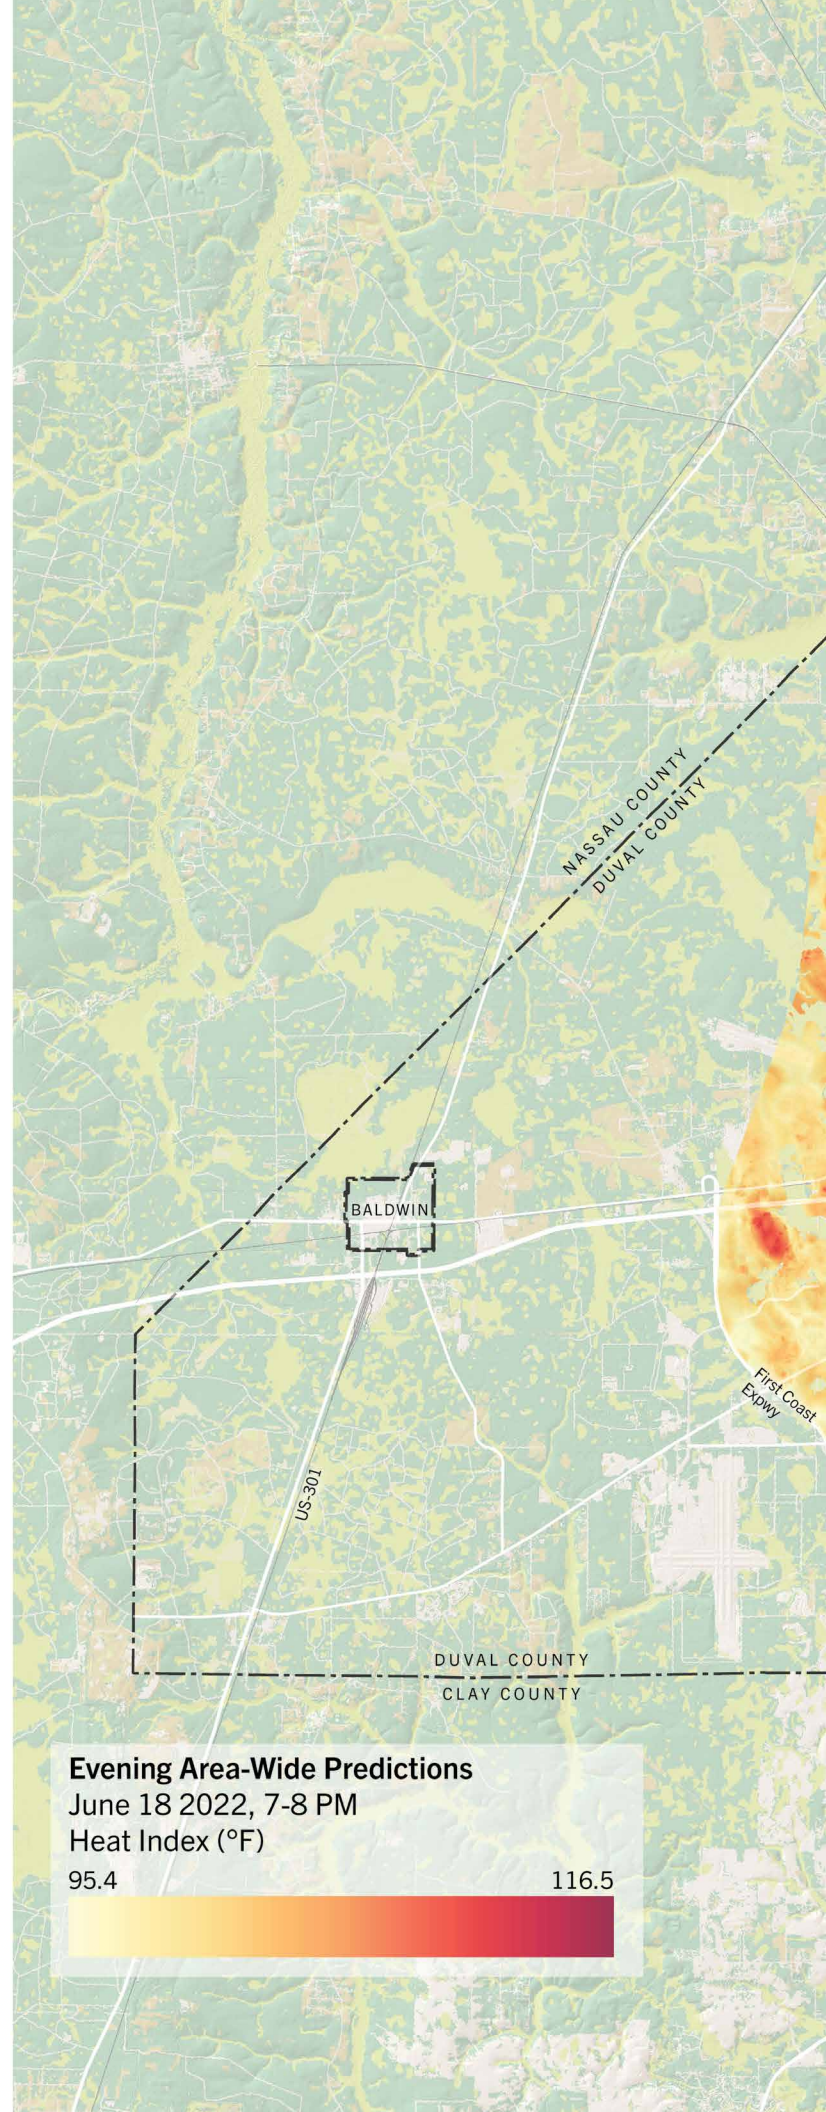 NASSAU COUNTY
DUVAL COUNTY
BALDWIN
First Coast
Expwy
US-301
DUVAL COUNTY
CLAY COUNTY
Evening Area-Wide Predictions
June 18 2022, 7-8 PM
Heat Index (°F)
95.4 116.5